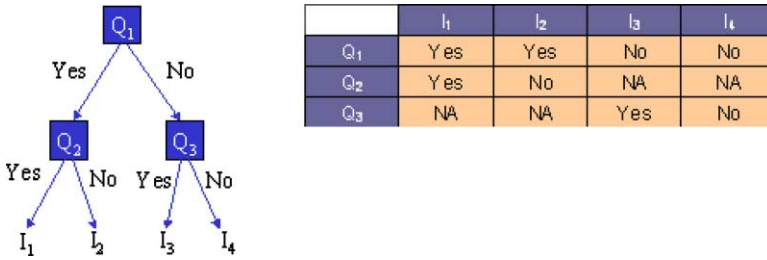 Q₁
Yes No
Q₂ Q₃
Yes No Yes No
I₁ I₂ I₃ I₄
I₁ I₂ I₃ I₄
Q₁ Yes Yes No No
Q₂ Yes No NA NA
Q₃ NA NA Yes No